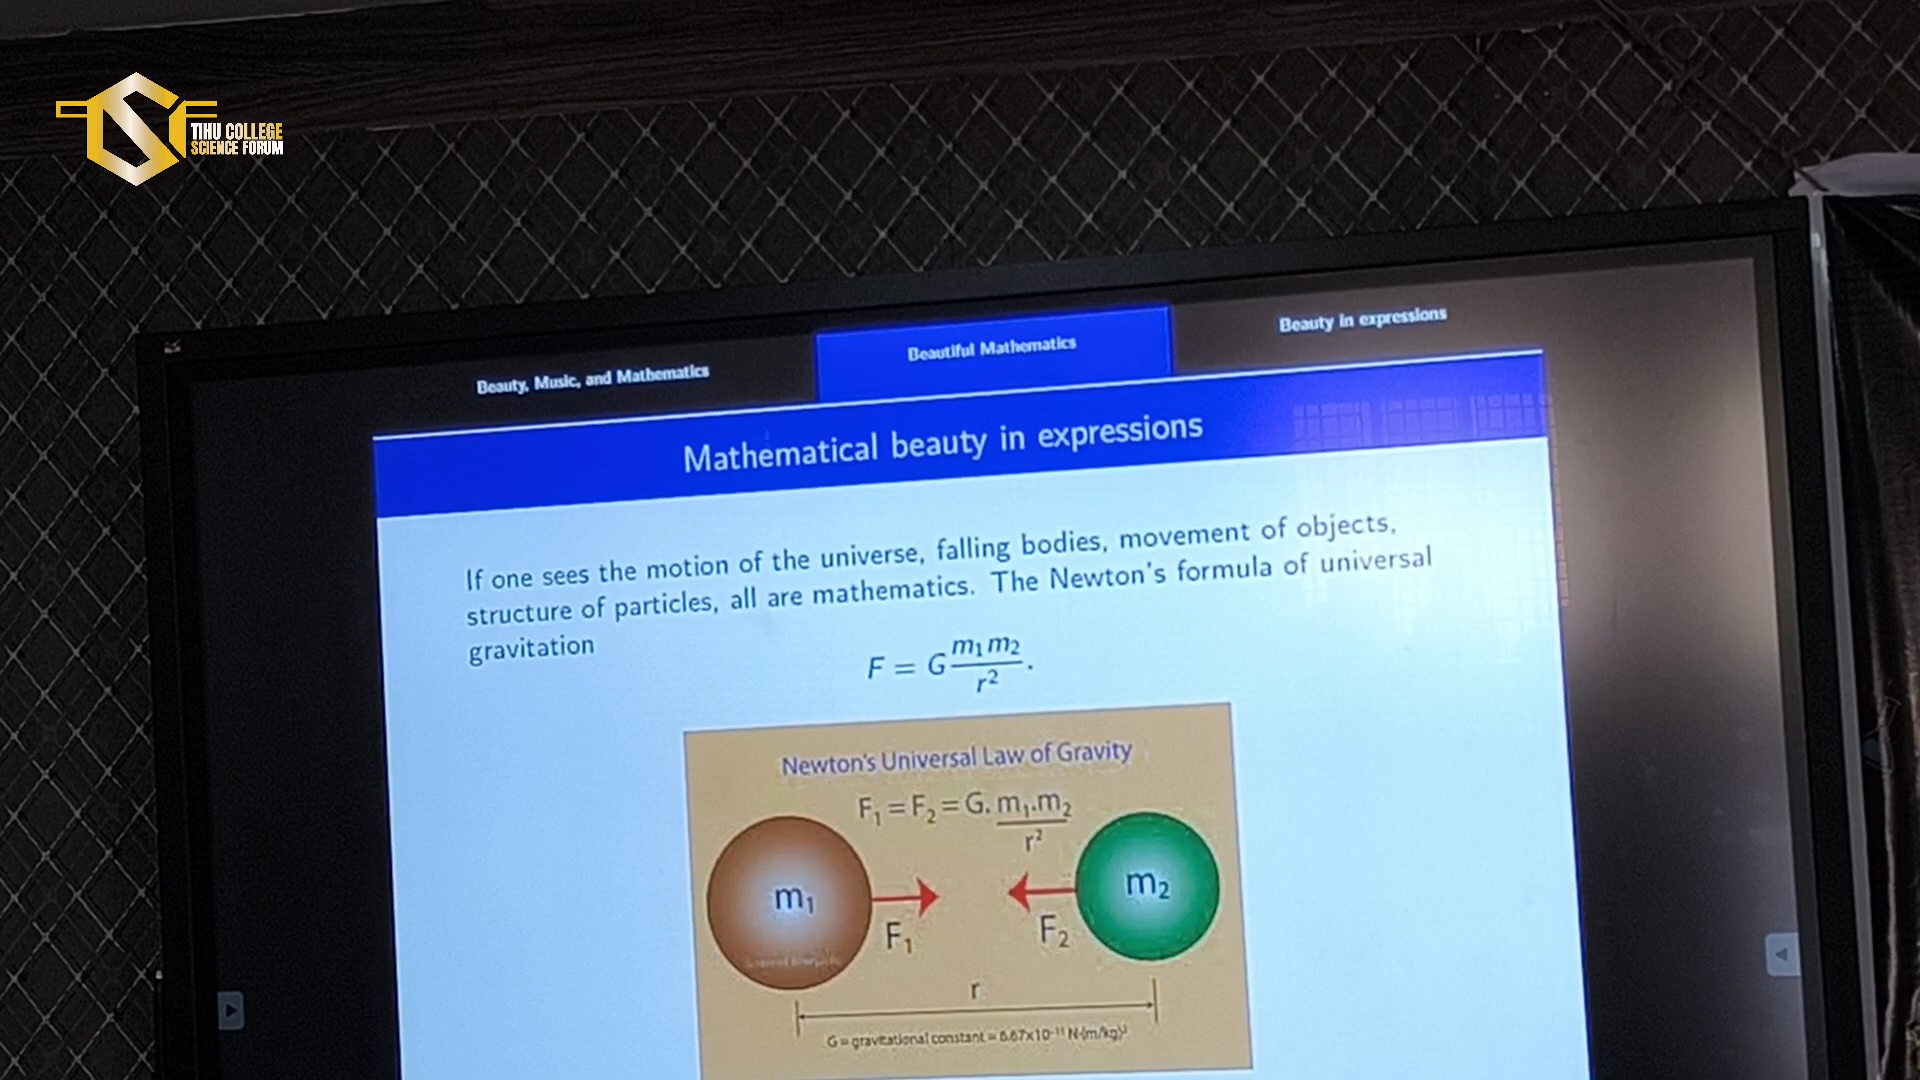 TIHU COLLEGE
SCIENCE FORUM
Beauty, Music, and Mathematics
Beautiful Mathematics
Beauty in expressions
Mathematical beauty in expressions
If one sees the motion of the universe, falling bodies, movement of objects,
structure of particles, all are mathematics. The Newton's formula of universal
gravitation
F = G m₁m₂/r².
Newton's Universal Law of Gravity
F₁ = F₂ = G. m₁.m₂/r²
m₁
m₂
F₁
F₂
r
G = gravitational constant = 6.67x10⁻¹¹ N·(m/kg)²